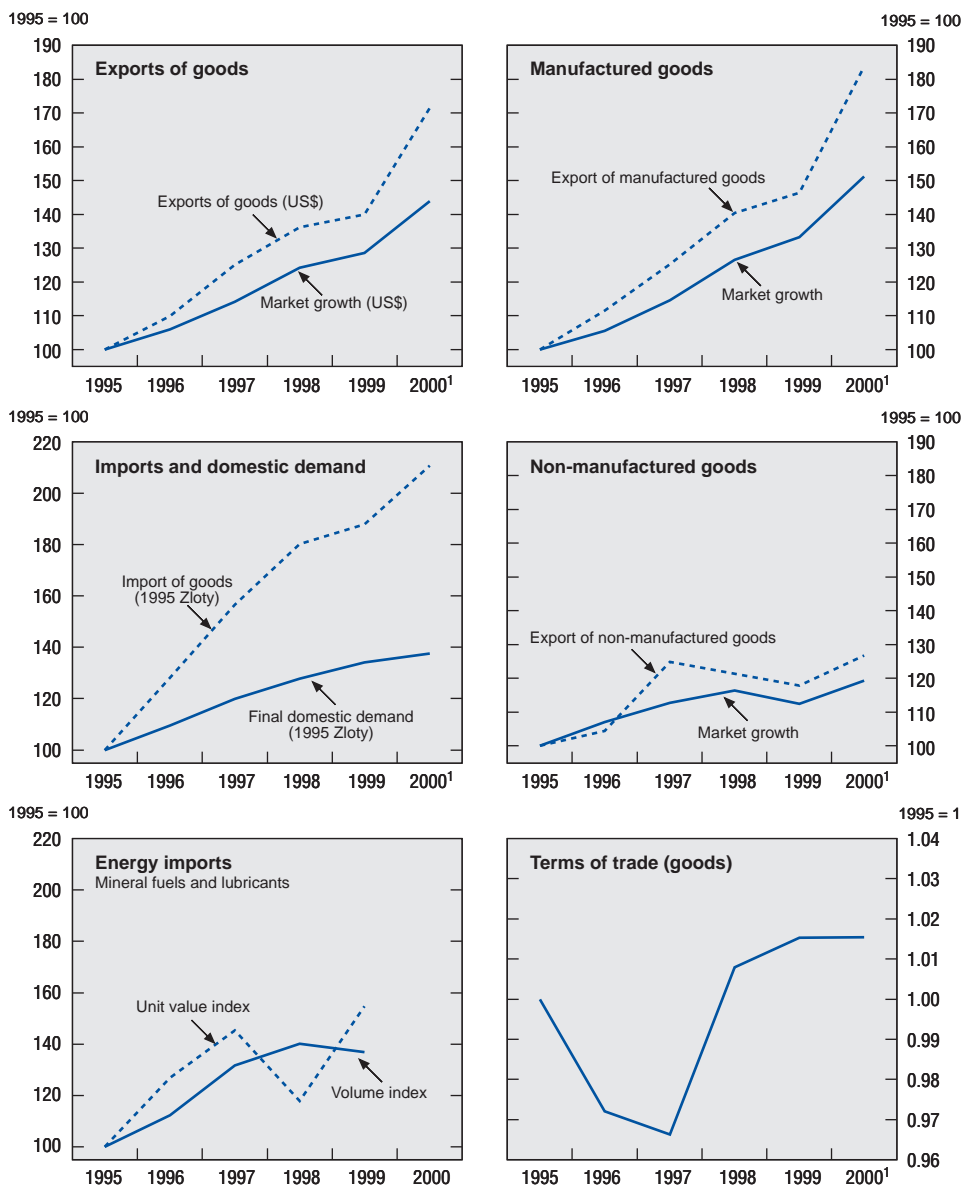 1995 = 100
190
180
170
160
150
140
130
120
110
100
Exports of goods
Exports of goods (US$)
Market growth (US$)
1995 1996 1997 1998 1999 2000¹
1995 = 100
190
180
170
160
150
140
130
120
110
100
Manufactured goods
Export of manufactured goods
Market growth
1995 1996 1997 1998 1999 2000¹
1995 = 100
220
200
180
160
140
120
100
Imports and domestic demand
Import of goods
(1995 Zloty)
Final domestic demand
(1995 Zloty)
1995 1996 1997 1998 1999 2000¹
1995 = 100
190
180
170
160
150
140
130
120
110
100
Non-manufactured goods
Export of non-manufactured goods
Market growth
1995 1996 1997 1998 1999 2000¹
1995 = 100
220
200
180
160
140
120
100
Energy imports
Mineral fuels and lubricants
Unit value index
Volume index
1995 1996 1997 1998 1999 2000
1995 = 1
1.04
1.03
1.02
1.01
1.00
0.99
0.98
0.97
0.96
Terms of trade (goods)
1995 1996 1997 1998 1999 2000¹